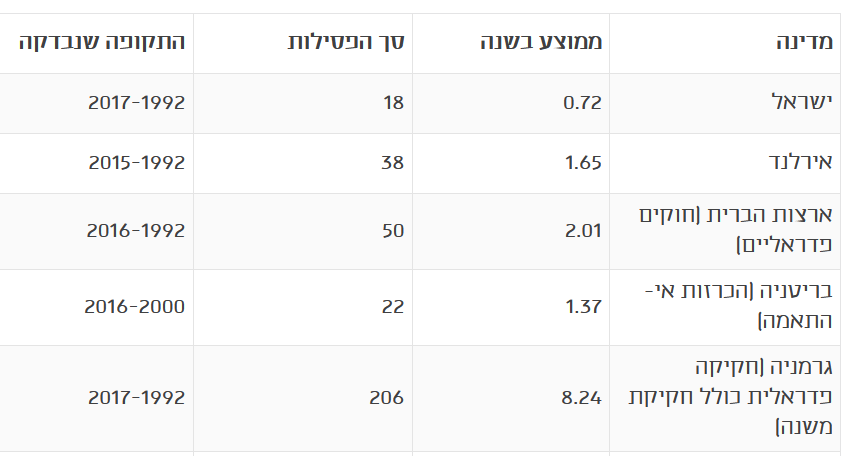 מדינה ממוצע בשנה סך הפסילות התקופה שנבדקה
ישראל 0.72 18 2017-1992
אירלנד 1.65 38 2015-1992
ארצות הברית (חוקים
פדראליים) 2.01 50 2016-1992
בריטניה (הכרזות אי-
התאמה) 1.37 22 2016-2000
גרמניה (חקיקה
פדראלית כולל חקיקת
משנה) 8.24 206 2017-1992